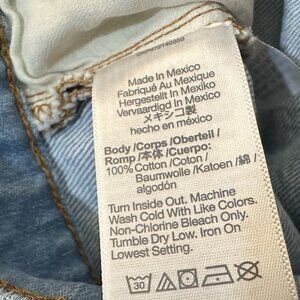 Made In Mexico
Fabriqué Au Mexique
Hergestellt In Mexiko
Vervaardigd In Mexico
メキシコ製
hecho en méxico
Body /Corps /Oberteil /
Romp /本体 /Cuerpo:
100% Cotton /Coton /
Baumwolle /Katoen /綿 /
algodón
Turn Inside Out. Machine
Wash Cold With Like Colors.
Non-Chlorine Bleach Only.
Tumble Dry Low. Iron On
Lowest Setting.
30